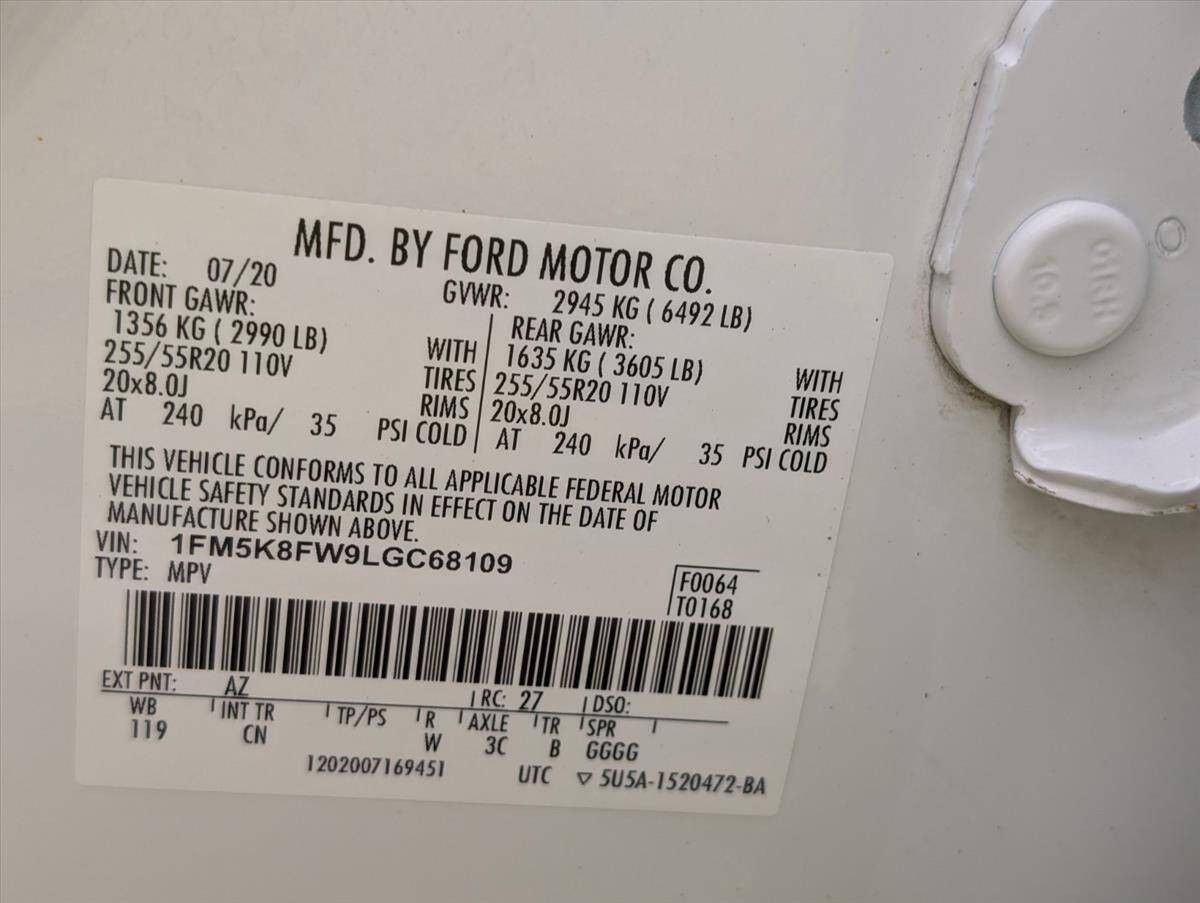 MFD. BY FORD MOTOR CO.
DATE: 07/20 GVWR: 2945 KG ( 6492 LB)
FRONT GAWR: REAR GAWR:
1356 KG ( 2990 LB) WITH 1635 KG ( 3605 LB) WITH
255/55R20 110V TIRES 255/55R20 110V TIRES
20x8.0J RIMS 20x8.0J RIMS
AT 240 kPa/ 35 PSI COLD AT 240 kPa/ 35 PSI COLD
THIS VEHICLE CONFORMS TO ALL APPLICABLE FEDERAL MOTOR
VEHICLE SAFETY STANDARDS IN EFFECT ON THE DATE OF
MANUFACTURE SHOWN ABOVE.
VIN: 1FM5K8FW9LGC68109
TYPE: MPV
F0064
T0168
EXT PNT: AZ RC: 27 DSO:
WB INT TR TP/PS R AXLE TR SPR
119 CN W 3C B GGGG
1202007169451 UTC ▽ 5U5A-1520472-BA